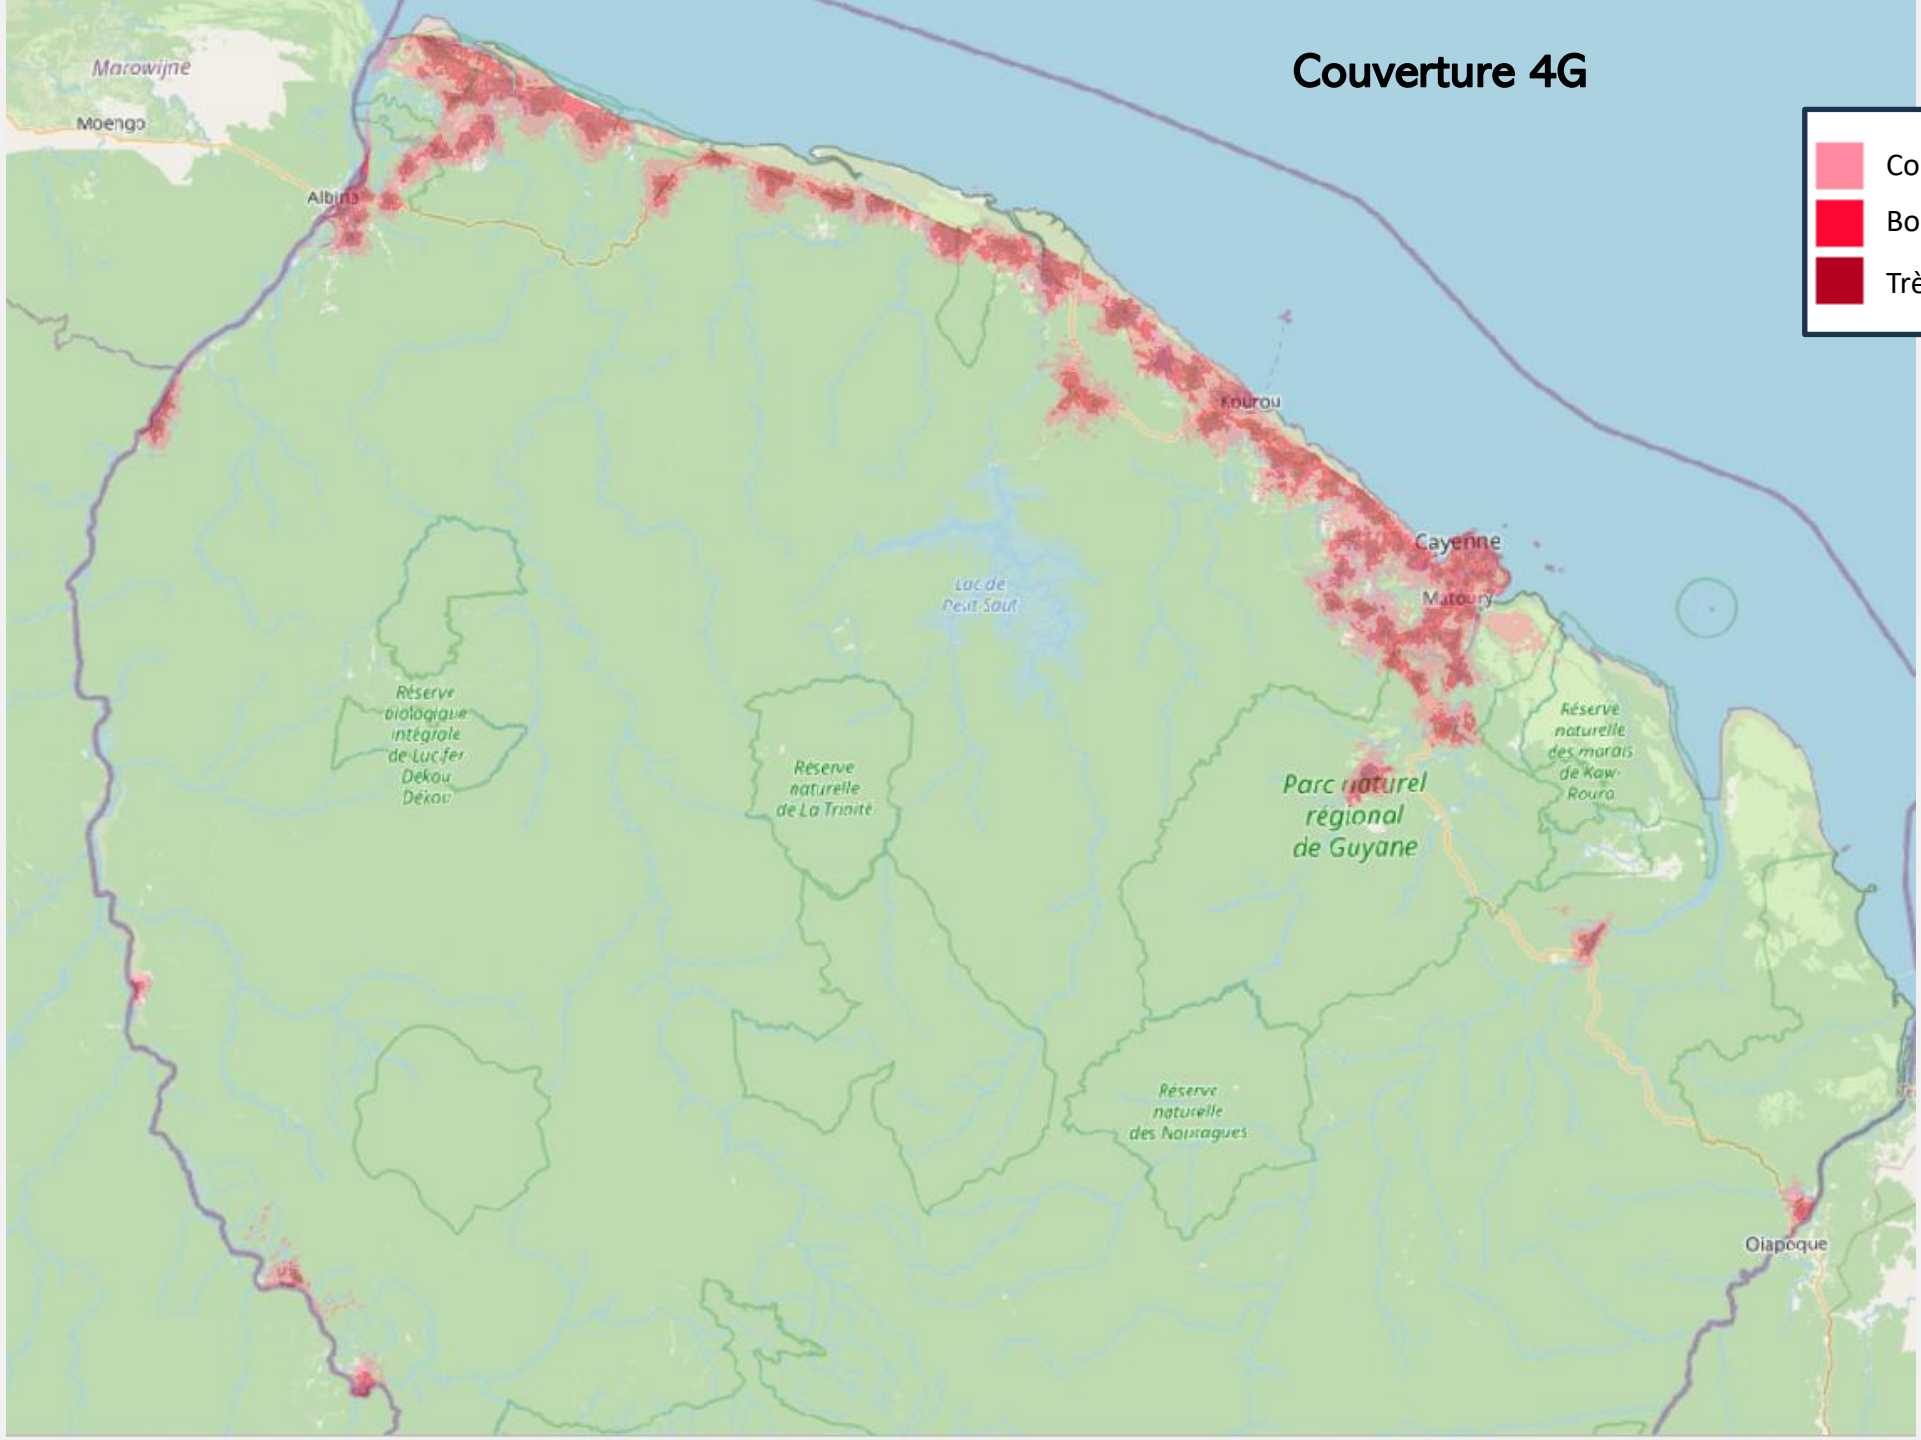 Couverture 4G
Co
Bo
Trè
Marowijne
Moengo
Albina
Kourou
Cayenne
Matoury
Lac de
Petit Saut
Réserve
biologique
intégrale
de Lucifer
Dékou
Dékou
Réserve
naturelle
de La Trinité
Réserve
naturelle
des marais
de Kaw-
Roura
Parc naturel
régional
de Guyane
Réserve
naturelle
des Nouragues
Oiapoque